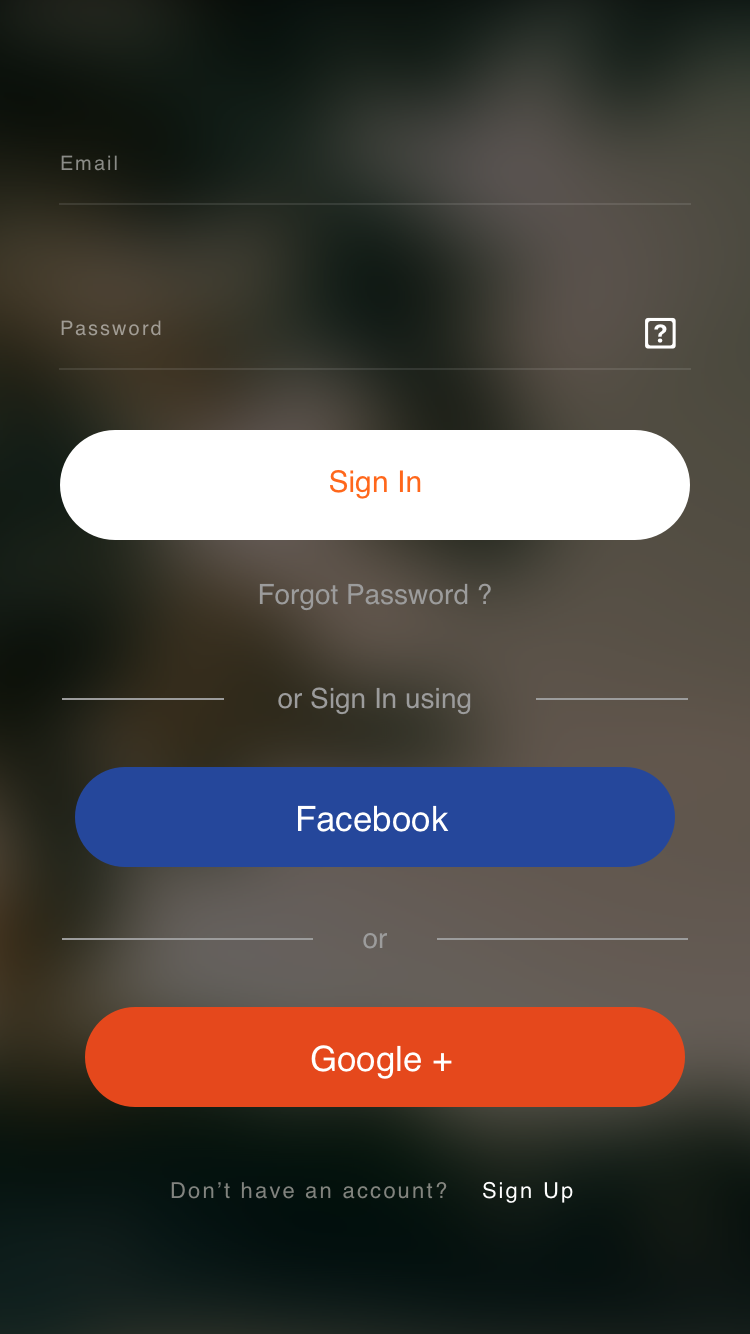 Email
Password
?
Sign In
Forgot Password ?
or Sign In using
Facebook
or
Google +
Don’t have an account? Sign Up